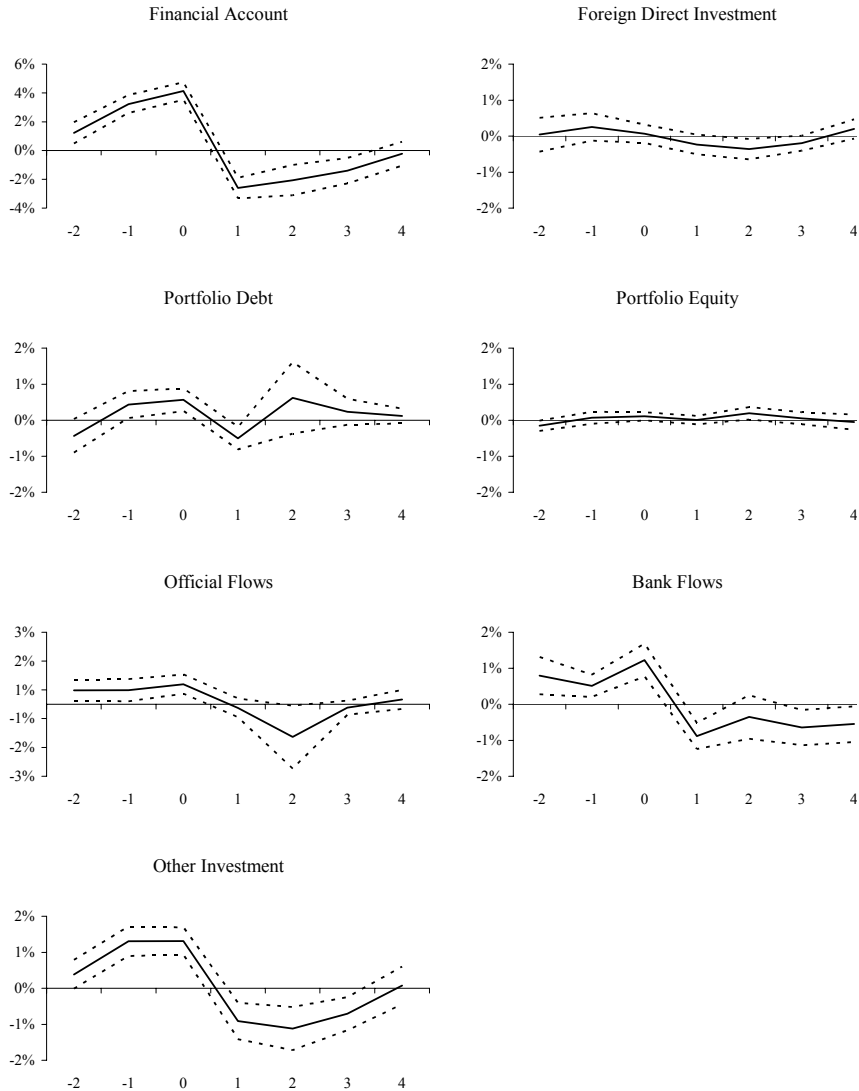 Financial Account
6%
4%
2%
0%
-2%
-4%
-2 -1 0 1 2 3 4
Foreign Direct Investment
2%
1%
0%
-1%
-2%
-2 -1 0 1 2 3 4
Portfolio Debt
2%
1%
0%
-1%
-2%
-2 -1 0 1 2 3 4
Portfolio Equity
2%
1%
0%
-1%
-2%
-2 -1 0 1 2 3 4
Official Flows
3%
2%
1%
-1%
-2%
-3%
-2 -1 0 1 2 3 4
Bank Flows
2%
1%
0%
-1%
-2%
-2 -1 0 1 2 3 4
Other Investment
2%
1%
0%
-1%
-2%
-2 -1 0 1 2 3 4